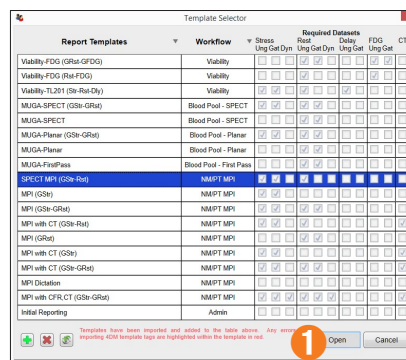 Template Selector
Required Datasets
Report Templates Workflow Stress Rest Delay FDG CT
Ung Gat Dyn Ung Gat Dyn Ung Gat Ung Gat
Viability-FDG (GRst-GFDG) Viability
Viability-FDG (Rst-FDG) Viability
Viability-TL201 (Str-Rst-Dly) Viability
MUGA-SPECT (GStr-GRst) Blood Pool - SPECT
MUGA-SPECT Blood Pool - SPECT
MUGA-Planar (GStr-GRst) Blood Pool - Planar
MUGA-Planar Blood Pool - Planar
MUGA-FirstPass Blood Pool - First Pass
SPECT MPI (GStr-Rst) NM/PT MPI
MPI (GStr) NM/PT MPI
MPI (GStr-GRst) NM/PT MPI
MPI with CT (GStr-Rst) NM/PT MPI
MPI (GRst) NM/PT MPI
MPI with CT (GStr) NM/PT MPI
MPI with CT (GStr-GRst) NM/PT MPI
MPI Dictation NM/PT MPI
MPI with CFR,CT (GStr-GRst) NM/PT MPI
Initial Reporting Admin
Templates have been imported and added to the table above. Any
importing 4DM template tags are highlighted within the template in red.
1
Open Cancel